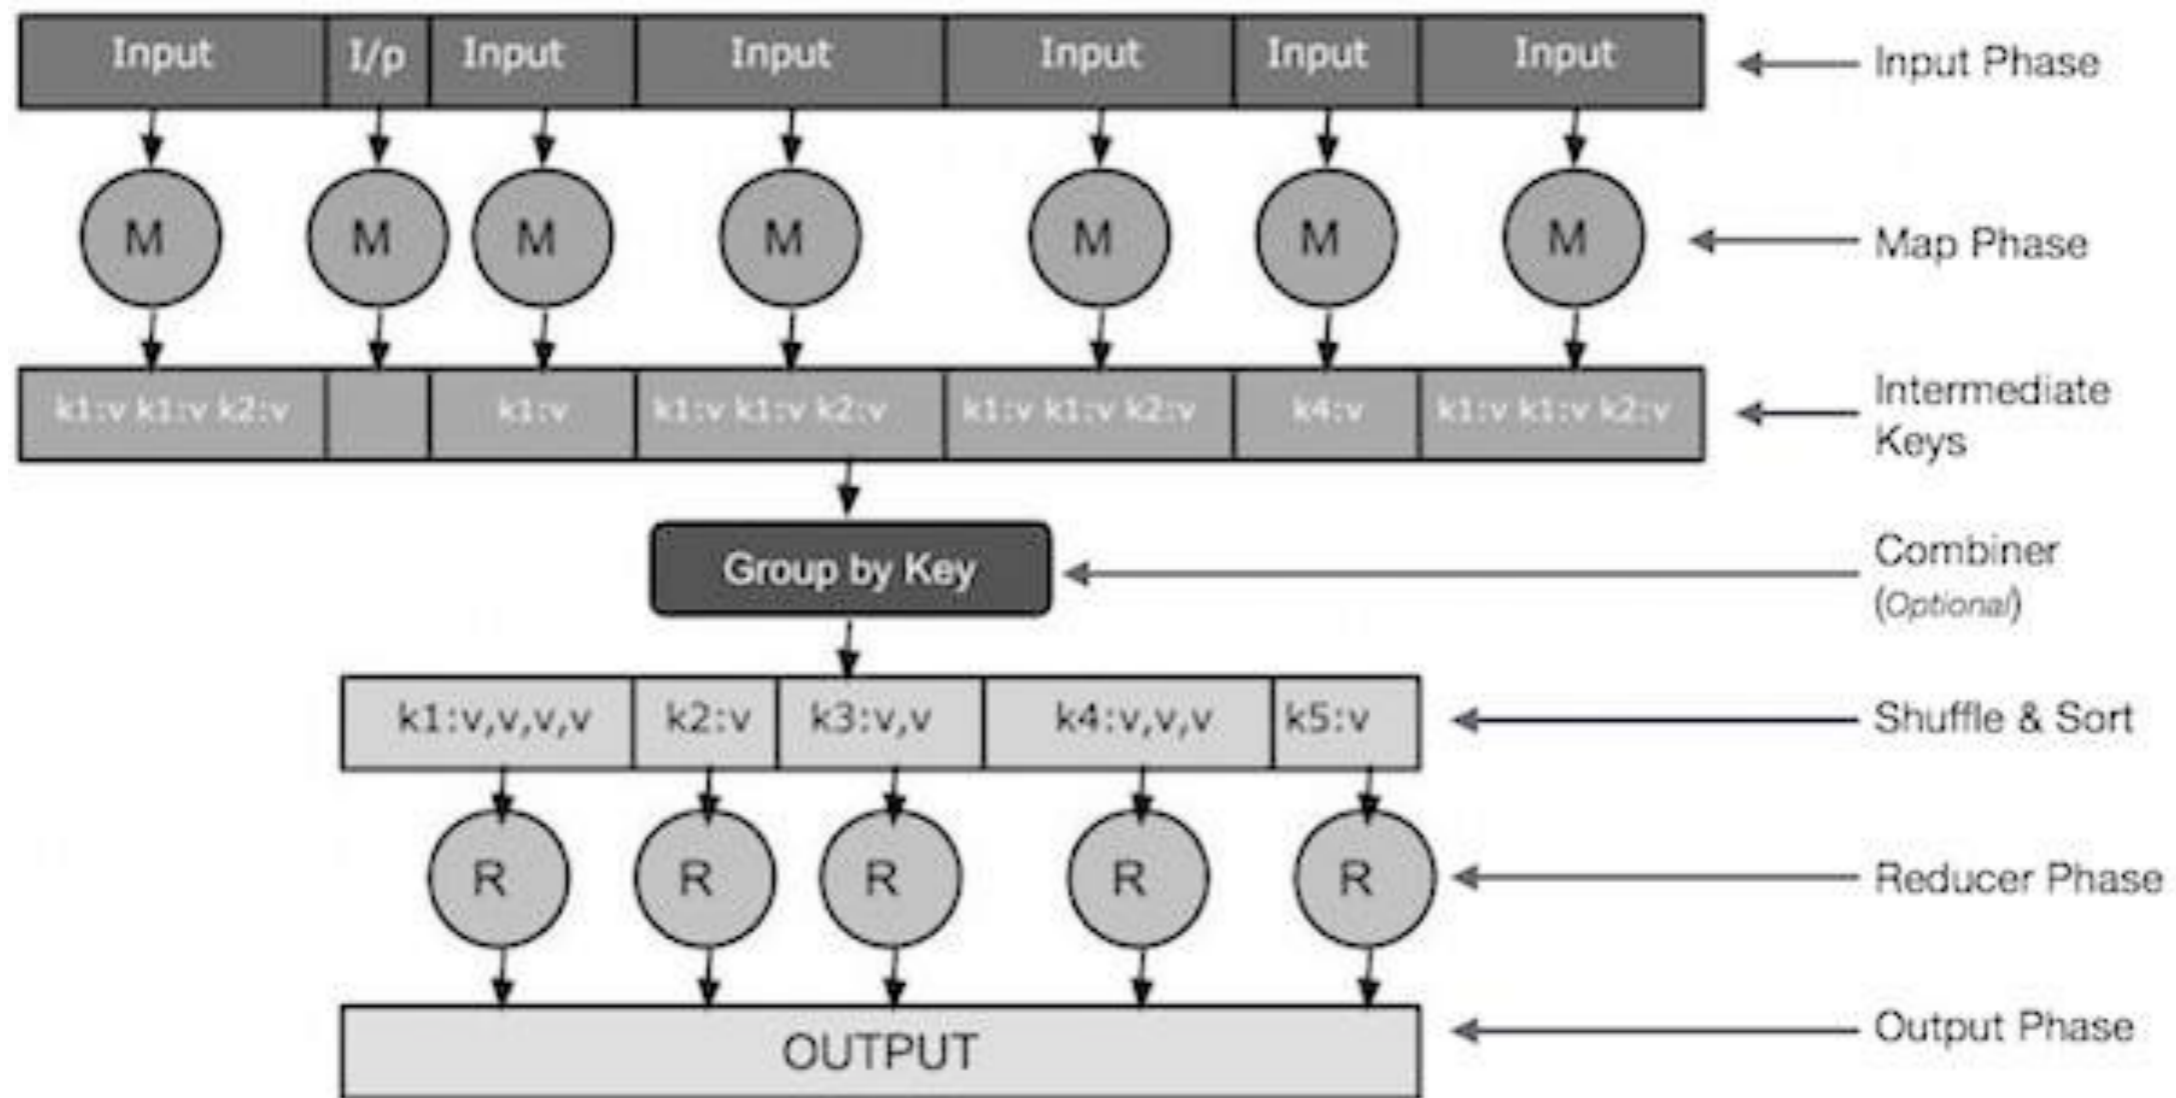 Input I/p Input Input Input Input Input
Input Phase
M M M M M M M
Map Phase
k1:v k1:v k2:v k1:v k1:v k1:v k2:v k1:v k1:v k2:v k4:v k1:v k1:v k2:v
Intermediate
Keys
Group by Key
Combiner
(Optional)
k1:v,v,v,v k2:v k3:v,v k4:v,v,v k5:v
Shuffle & Sort
R R R R R
Reducer Phase
OUTPUT
Output Phase